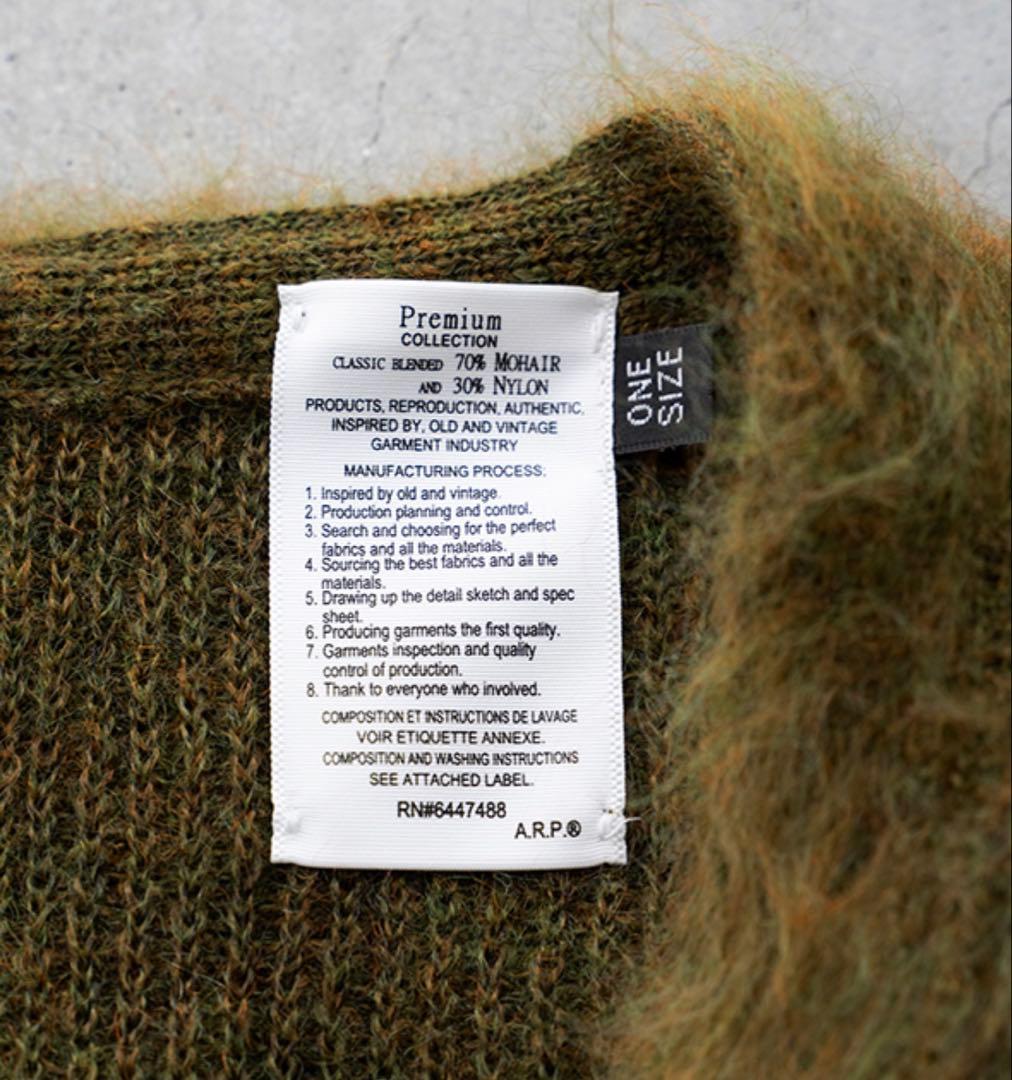 Premium
COLLECTION
CLASSIC BLENDED 70% MOHAIR
AND 30% NYLON
PRODUCTS, REPRODUCTION, AUTHENTIC,
INSPIRED BY, OLD AND VINTAGE
GARMENT INDUSTRY
MANUFACTURING PROCESS:
1. Inspired by old and vintage.
2. Production planning and control.
3. Search and choosing for the perfect
fabrics and all the materials.
4. Sourcing the best fabrics and all the
materials.
5. Drawing up the detail sketch and spec
sheet.
6. Producing garments the first quality.
7. Garments inspection and quality
control of production.
8. Thank to everyone who involved.
COMPOSITION ET INSTRUCTIONS DE LAVAGE
VOIR ETIQUETTE ANNEXE.
COMPOSITION AND WASHING INSTRUCTIONS
SEE ATTACHED LABEL.
RN#6447488
A.R.P.®
ONE
SIZE